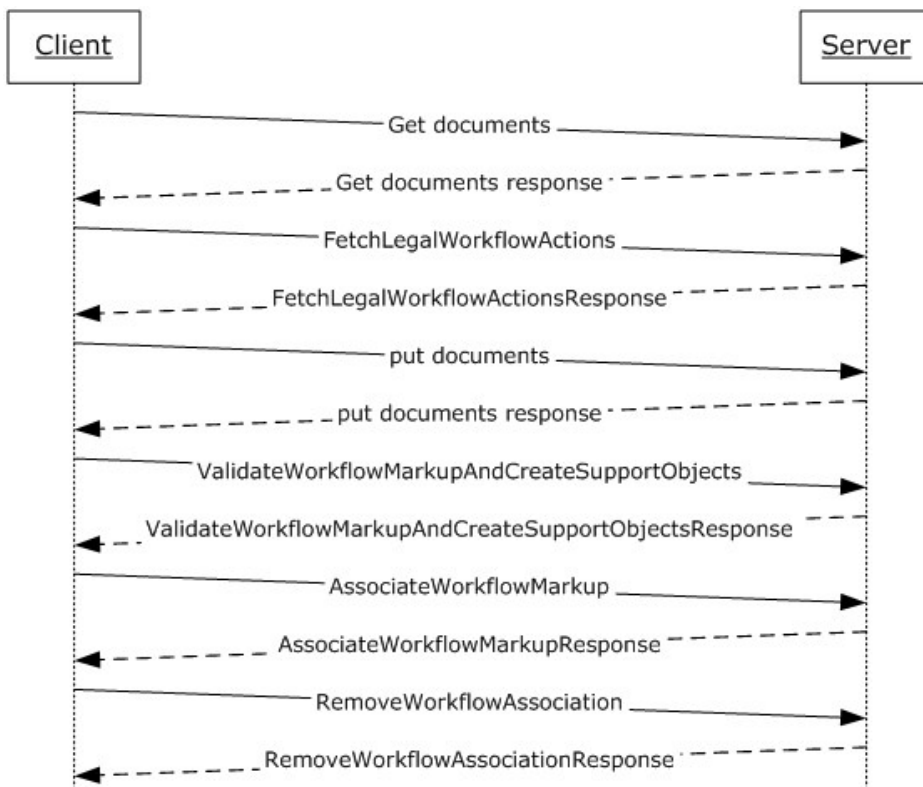 Client
Server
Get documents
Get documents response
FetchLegalWorkflowActions
FetchLegalWorkflowActionsResponse
put documents
put documents response
ValidateWorkflowMarkupAndCreateSupportObjects
ValidateWorkflowMarkupAndCreateSupportObjectsResponse
AssociateWorkflowMarkup
AssociateWorkflowMarkupResponse
RemoveWorkflowAssociation
RemoveWorkflowAssociationResponse